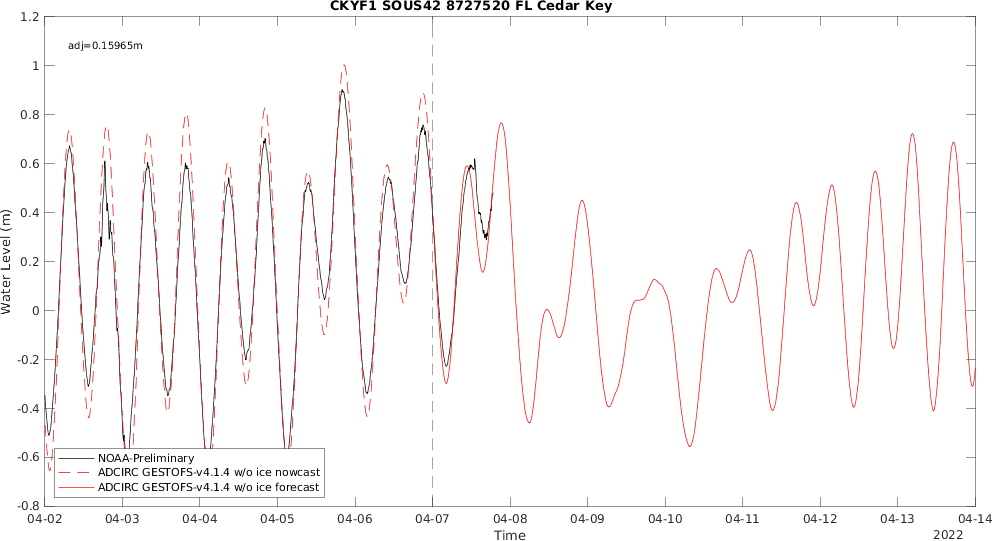 CKYF1 SOUS42 8727520 FL Cedar Key
adj=0.15965m
Water Level (m)
1.2
1
0.8
0.6
0.4
0.2
0
-0.2
-0.4
-0.6
-0.8
NOAA-Preliminary
ADCIRC GESTOFS-v4.1.4 w/o ice nowcast
ADCIRC GESTOFS-v4.1.4 w/o ice forecast
04-02 04-03 04-04 04-05 04-06 04-07 04-08 04-09 04-10 04-11 04-12 04-13 04-14
Time
2022